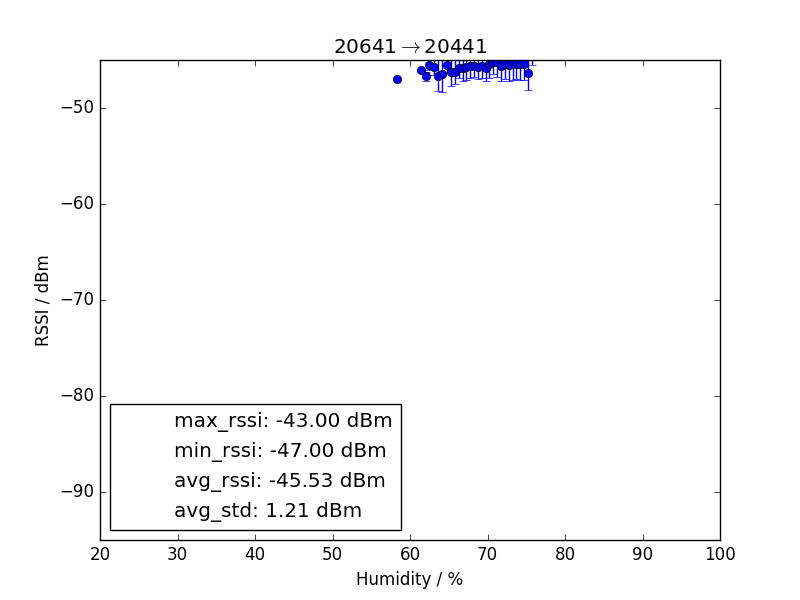 20641→20441
−50
−60
−70
−80
−90
RSSI / dBm
max_rssi: -43.00 dBm
min_rssi: -47.00 dBm
avg_rssi: -45.53 dBm
avg_std: 1.21 dBm
20 30 40 50 60 70 80 90 100
Humidity / %